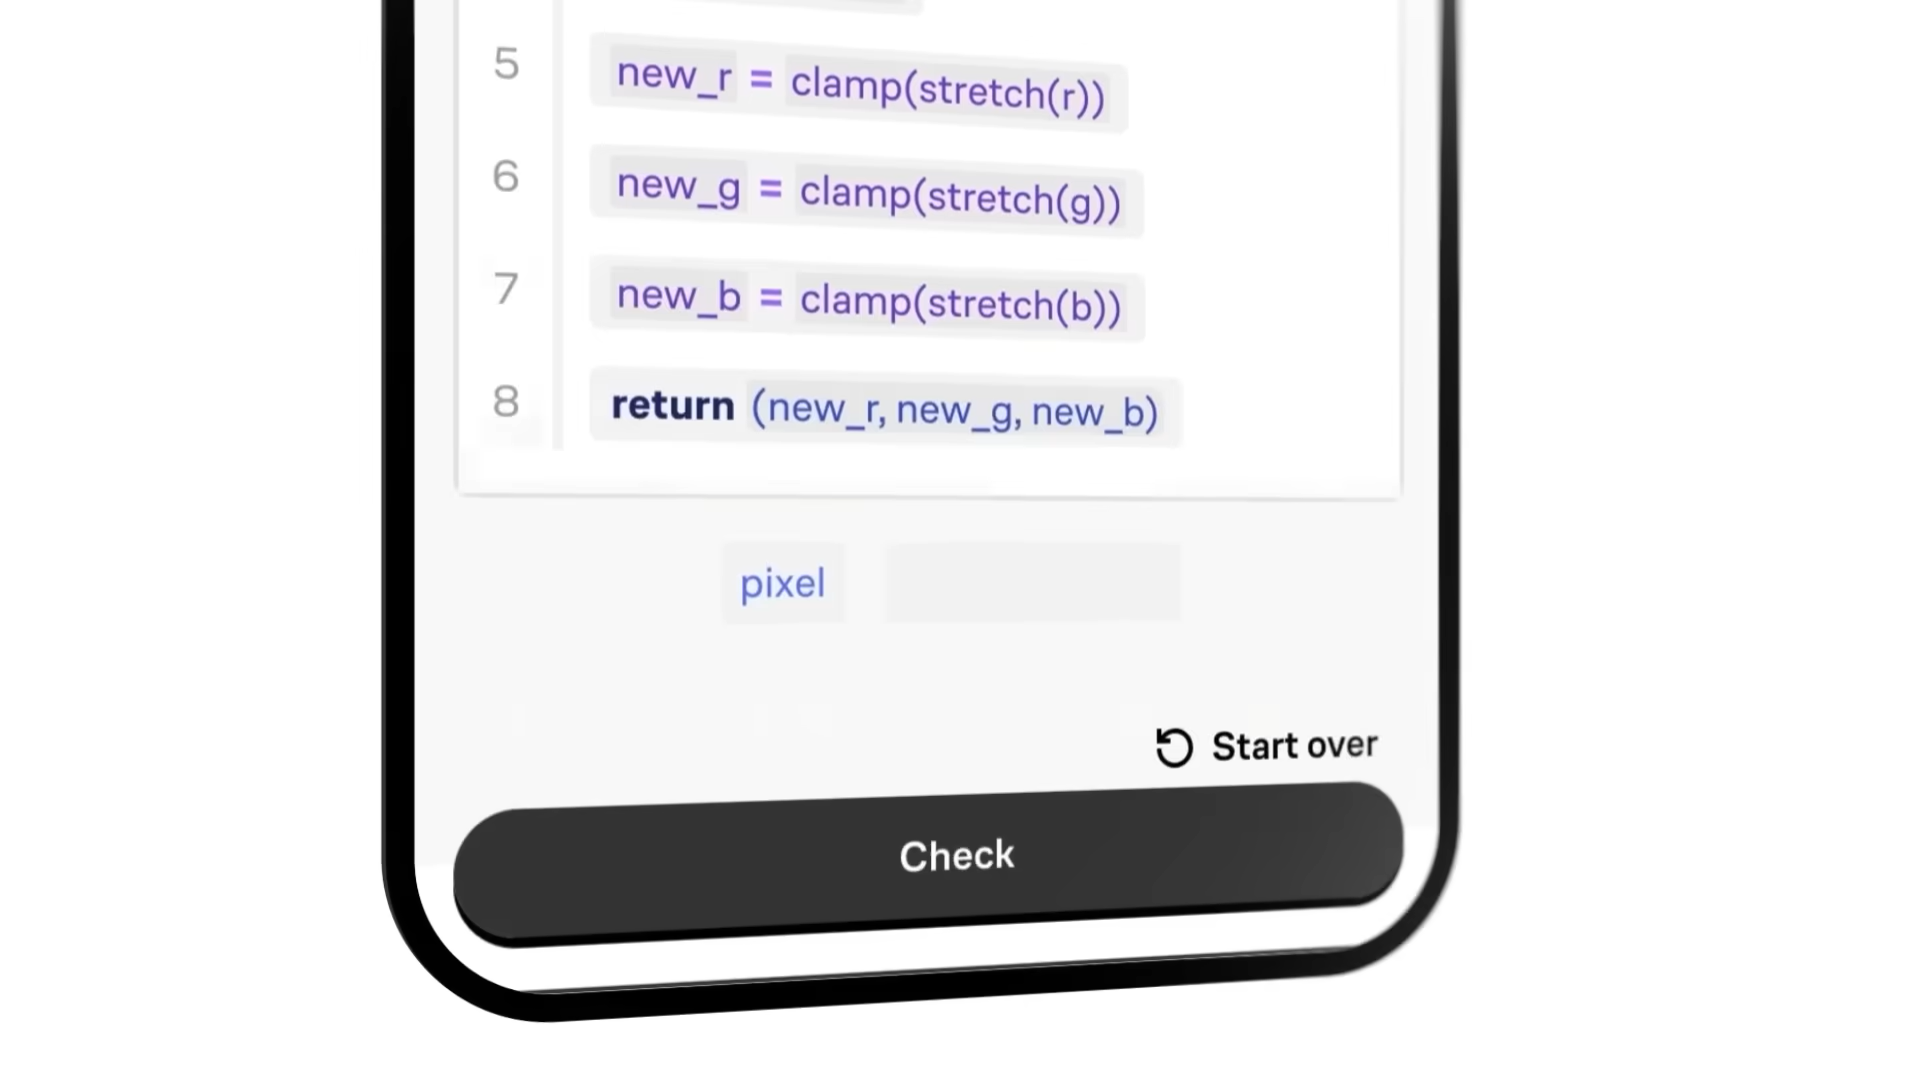 5 new_r = clamp(stretch(r))
6 new_g = clamp(stretch(g))
7 new_b = clamp(stretch(b))
8 return (new_r, new_g, new_b)
pixel
Start over
Check